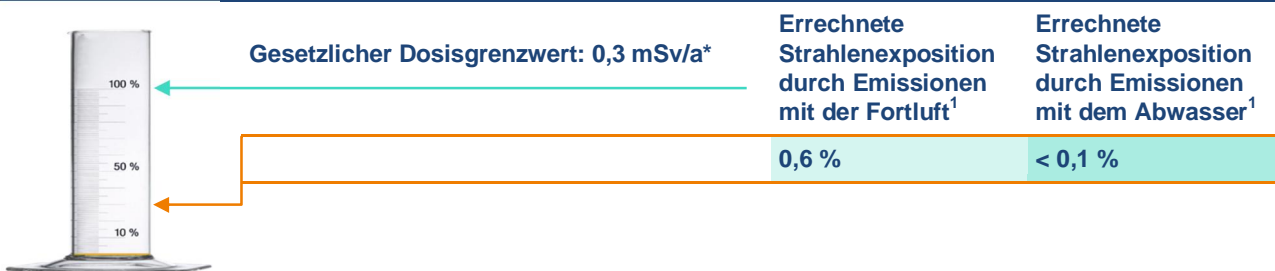 Gesetzlicher Dosisgrenzwert: 0,3 mSv/a*
Errechnete
Strahlenexposition
durch Emissionen
mit der Fortluft¹
Errechnete
Strahlenexposition
durch Emissionen
mit dem Abwasser¹
100 %
0,6 %
< 0,1 %
50 %
10 %